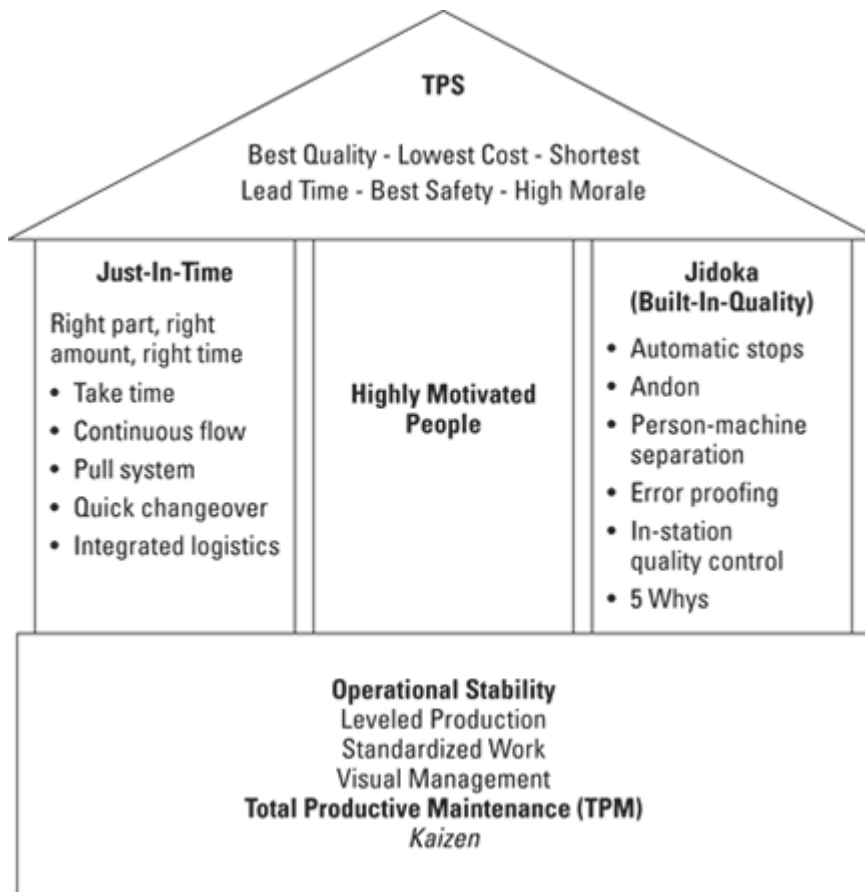 TPS
Best Quality - Lowest Cost - Shortest
Lead Time - Best Safety - High Morale
Just-In-Time
Right part, right
amount, right time
• Take time
• Continuous flow
• Pull system
• Quick changeover
• Integrated logistics
Highly Motivated
People
Jidoka
(Built-In-Quality)
• Automatic stops
• Andon
• Person-machine
separation
• Error proofing
• In-station
quality control
• 5 Whys
Operational Stability
Leveled Production
Standardized Work
Visual Management
Total Productive Maintenance (TPM)
Kaizen